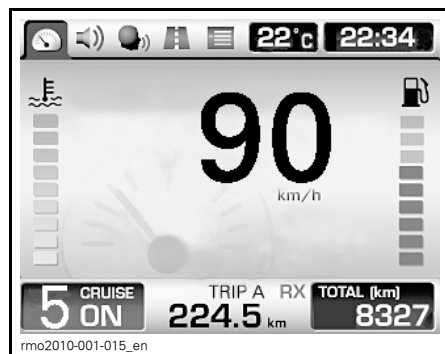 22°c 22:34
90
km/h
5 CRUISE ON TRIP A RX 224.5 km TOTAL (km) 8327
rmo2010-001-015_en